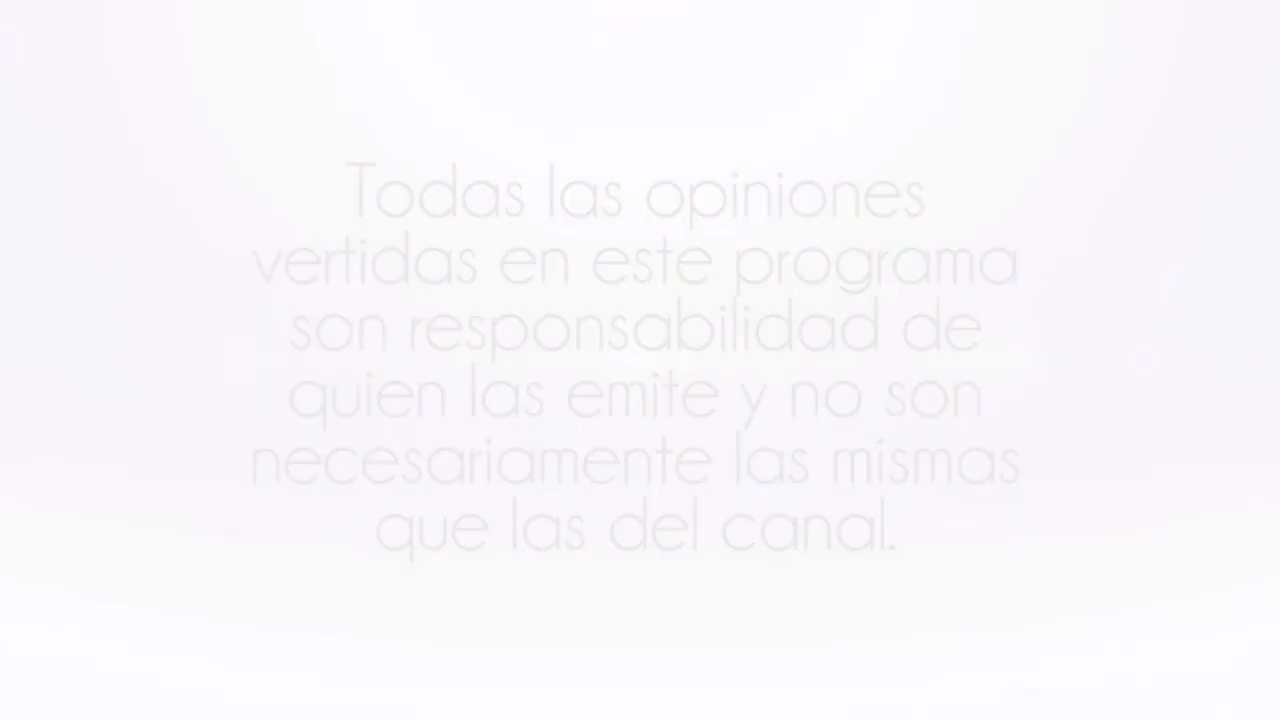 Todas las opiniones
vertidas en este programa
son responsabilidad de
quien las emite y no son
necesariamente las mismas
que las del canal.